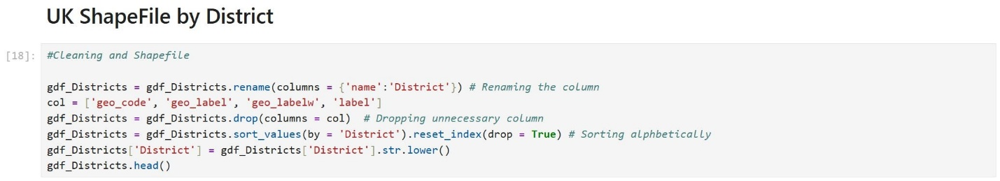 UK ShapeFile by District
[18]: #Cleaning and Shapefile
gdf_Districts = gdf_Districts.rename(columns = {'name':'District'}) # Renaming the column
col = ['geo_code', 'geo_label', 'geo_labelw', 'label']
gdf_Districts = gdf_Districts.drop(columns = col)  # Dropping unnecessary column
gdf_Districts = gdf_Districts.sort_values(by = 'District').reset_index(drop = True) # Sorting alphbetically
gdf_Districts['District'] = gdf_Districts['District'].str.lower()
gdf_Districts.head()